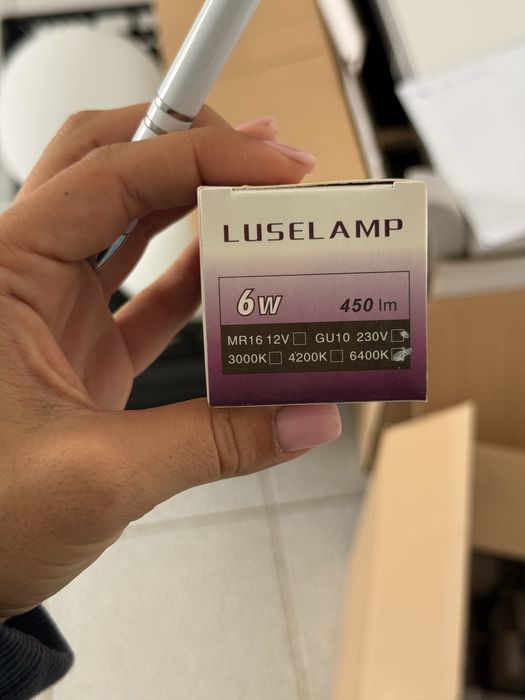 LUSELAMP
6W 450 lm
MR16 12V☐ GU10 230V☑
3000K☐ 4200K☐ 6400K☑